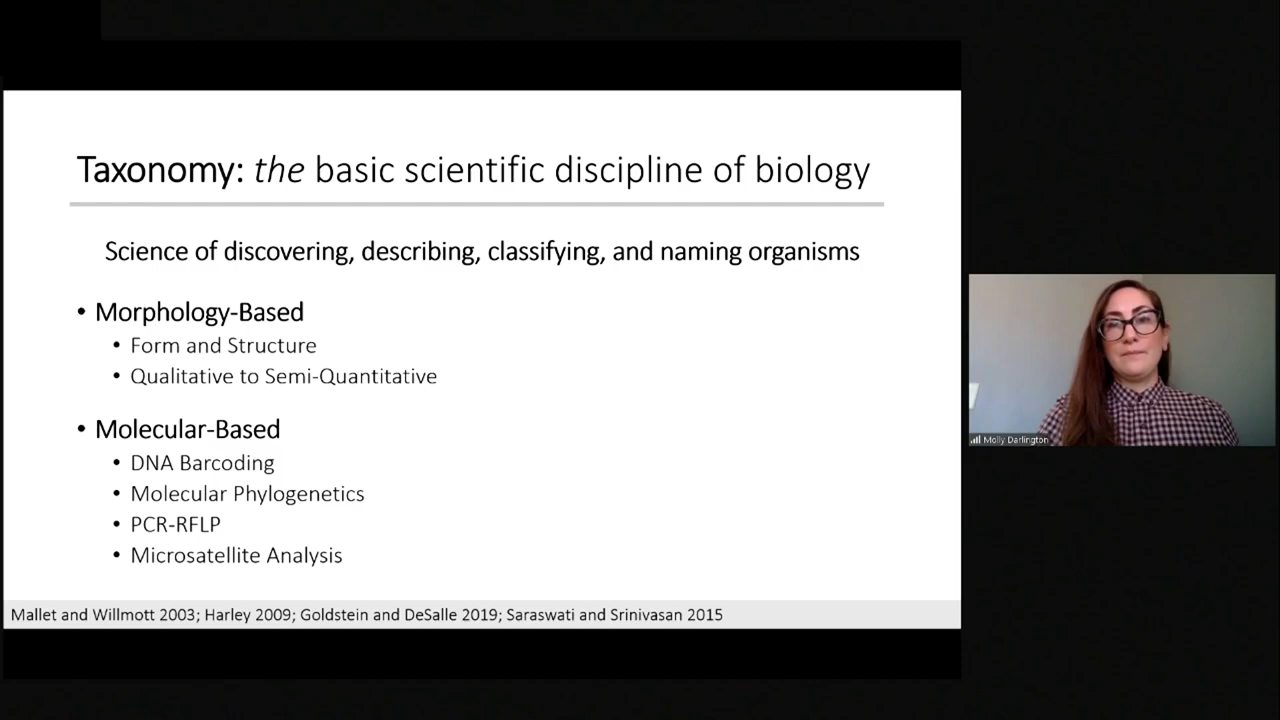 Taxonomy: the basic scientific discipline of biology
Science of discovering, describing, classifying, and naming organisms
• Morphology-Based
• Form and Structure
• Qualitative to Semi-Quantitative
• Molecular-Based
• DNA Barcoding
• Molecular Phylogenetics
• PCR-RFLP
• Microsatellite Analysis
Mallet and Willmott 2003; Harley 2009; Goldstein and DeSalle 2019; Saraswati and Srinivasan 2015
Molly Darlington